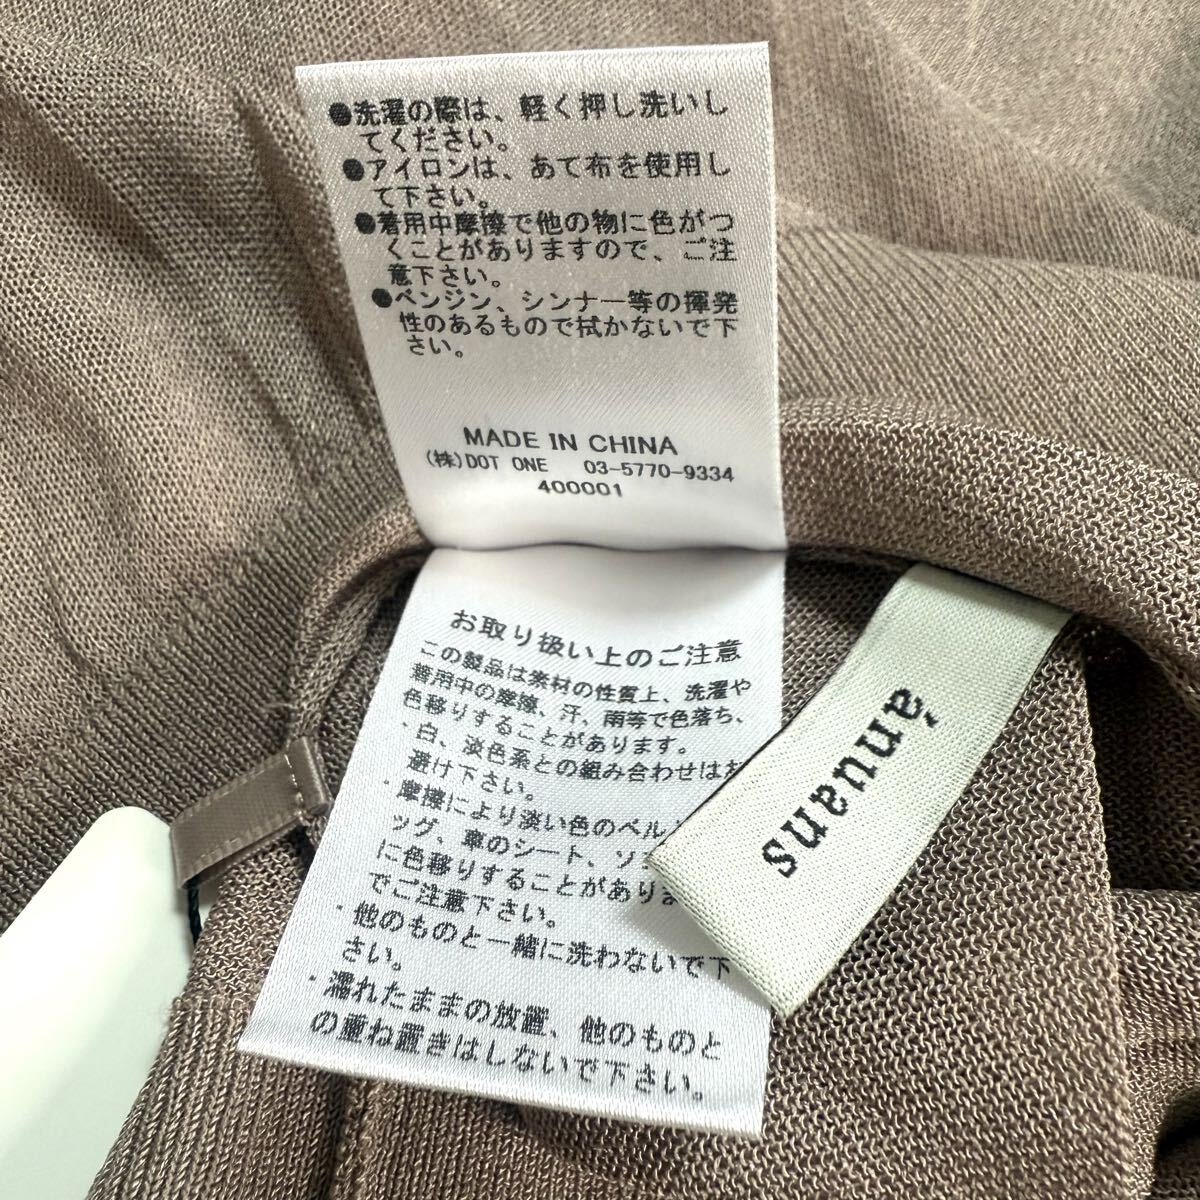 ●洗濯の際は、軽く押し洗いし
てください。
●アイロンは、あて布を使用し
て下さい。
●着用中摩擦で他の物に色がつ
くことがありますので、ご注
意下さい。
●ベンジン、シンナー等の揮発
性のあるもので拭かないで下
さい。
MADE IN CHINA
(株)DOT ONE 03-5770-9334
400001
お取り扱い上のご注意
この製品は素材の性質上、洗濯や
着用中の摩擦、汗、雨等で色落ち、
色移りすることがあります。
・白、淡色系との組み合わせはお
避け下さい。
・摩擦により淡い色のベル
ッグ、車のシート、ソ
に色移りすることがありま
でご注意下さい。
・他のものと一緒に洗わないで下
さい。
・濡れたままの放置、他のものと
の重ね置きはしないで下さい。
ánuans